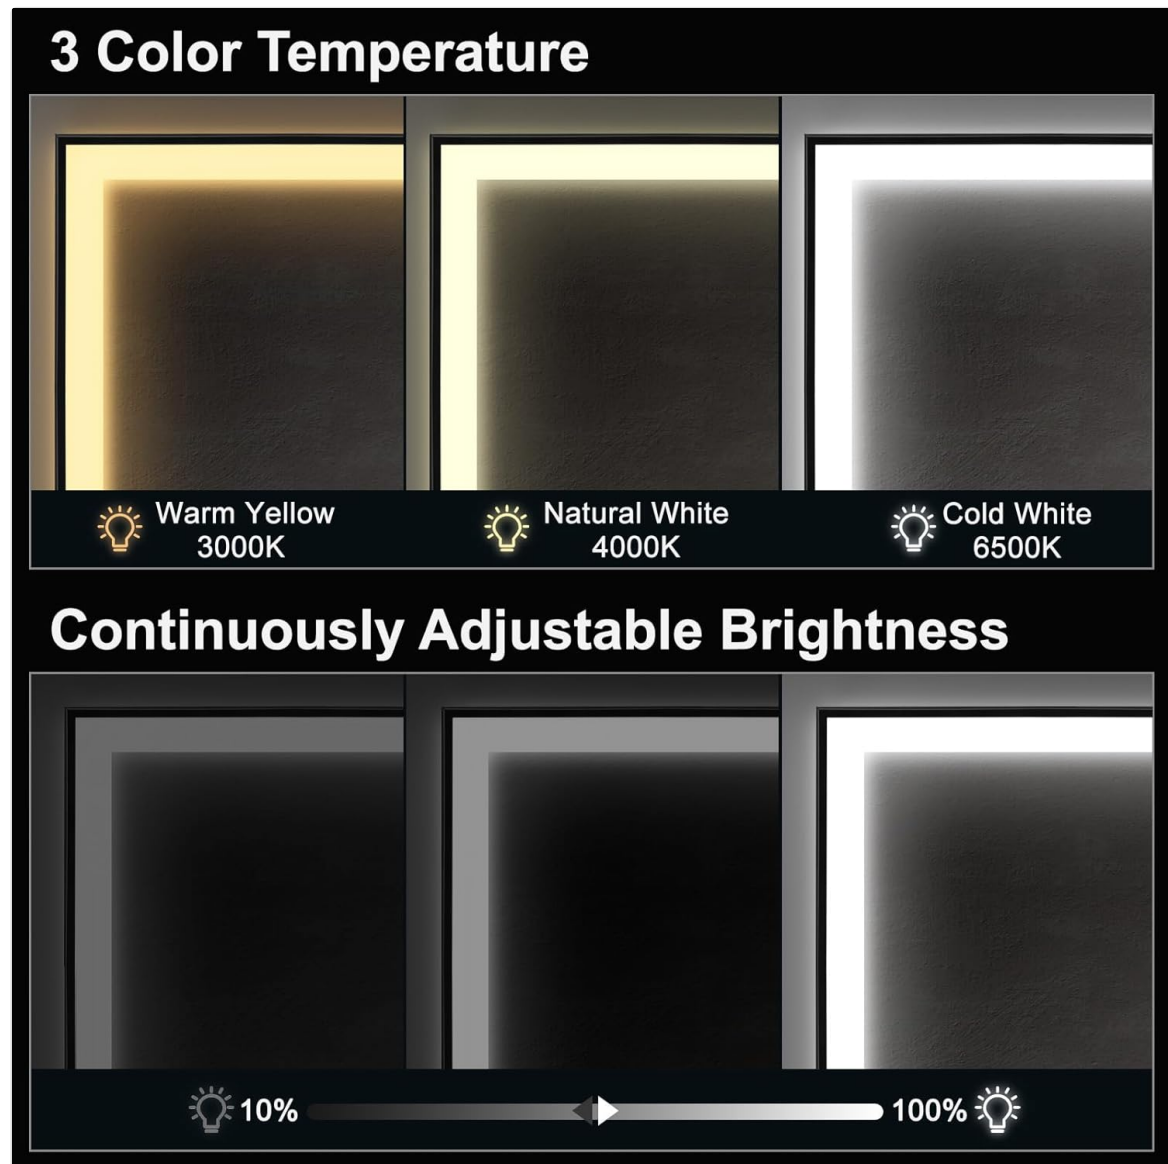 3 Color Temperature
Warm Yellow
3000K
Natural White
4000K
Cold White
6500K
Continuously Adjustable Brightness
10%
100%